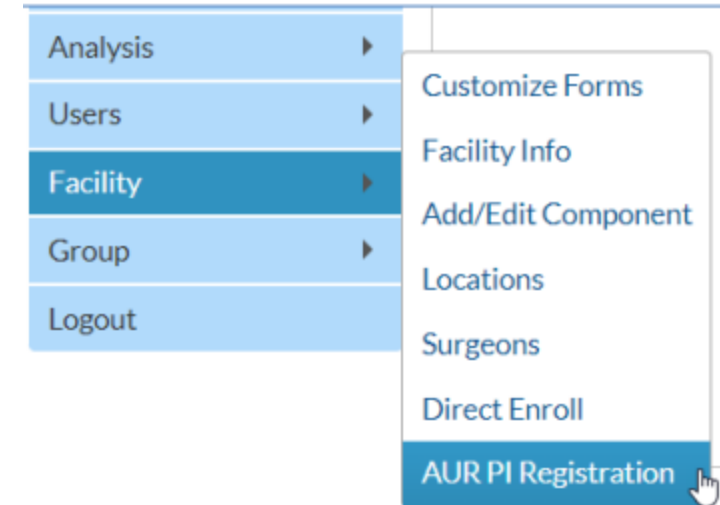 Analysis
Users
Facility
Group
Logout
Customize Forms
Facility Info
Add/Edit Component
Locations
Surgeons
Direct Enroll
AUR PI Registration